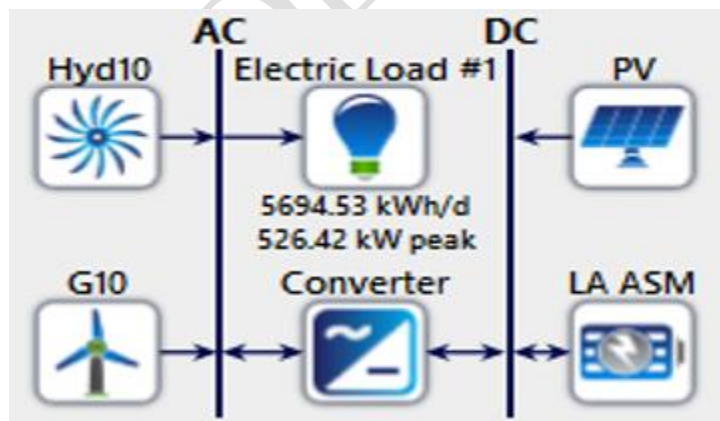 AC DC
Hyd10 Electric Load #1 PV
5694.53 kWh/d
526.42 kW peak
G10 Converter LA ASM